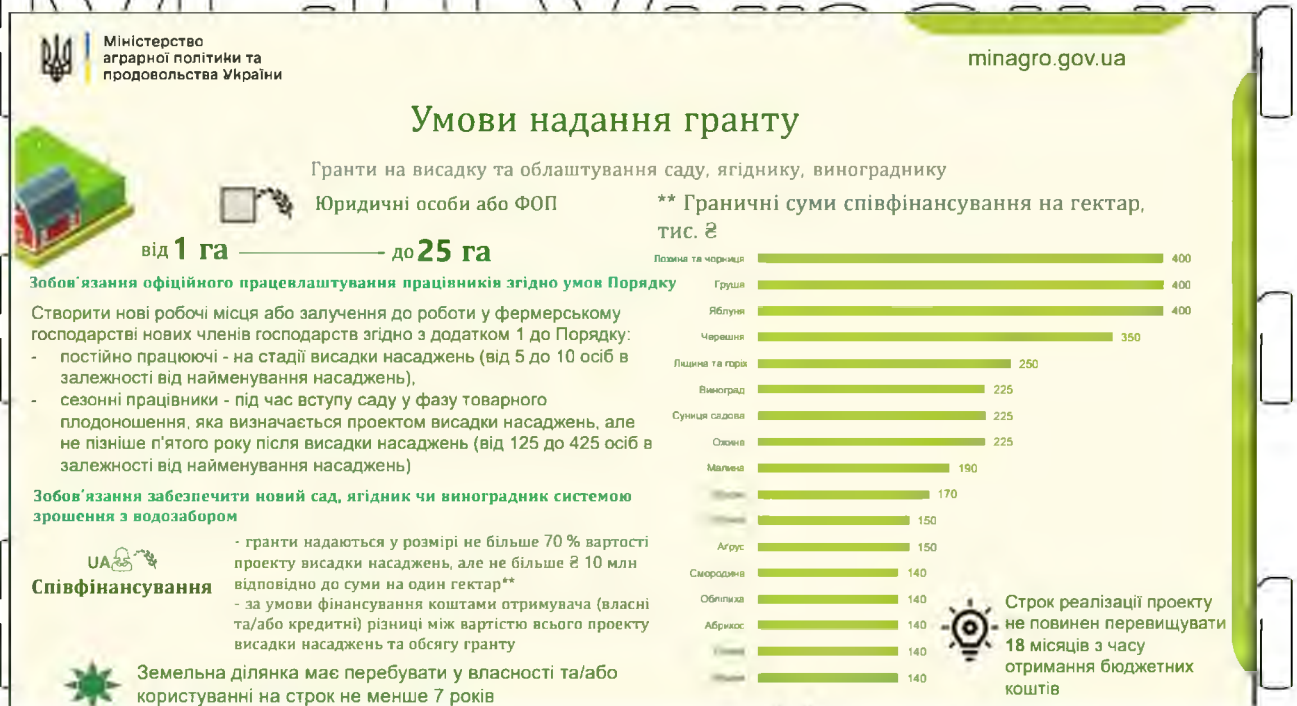 Міністерство
аграрної політики та
продовольства України
minagro.gov.ua
Умови надання гранту
Гранти на висадку та облаштування саду, ягіднику, винограднику
Юридичні особи або ФОП
від 1 га до 25 га
Зобов'язання офіційного працевлаштування працівників згідно умов Порядку
Створити нові робочі місця або залучення до роботи у фермерському
господарстві нових членів господарств згідно з додатком 1 до Порядку:
- постійно працюючі - на стадії висадки насаджень (від 5 до 10 осіб в
залежності від найменування насаджень),
- сезонні працівники - під час вступу саду у фазу товарного
плодоношення, яка визначається проектом висадки насаджень, але
не пізніше п'ятого року після висадки насаджень (від 125 до 425 осіб в
залежності від найменування насаджень)
Зобов'язання забезпечити новий сад, ягідник чи виноградник системою
зрошення з водозабором
UA
Співфінансування
- гранти надаються у розмірі не більше 70 % вартості
проекту висадки насаджень, але не більше ₴ 10 млн
відповідно до суми на один гектар**
- за умови фінансування коштами отримувача (власні
та/або кредитні) різниці між вартістю всього проекту
висадки насаджень та обсягу гранту
Земельна ділянка має перебувати у власності та/або
користуванні на строк не менше 7 років
** Граничні суми співфінансування на гектар,
тис. ₴
Лохина та чорниця 400
Груша 400
Яблуня 400
Черешня 350
Ліщина та горіх 250
Виноград 225
Суниця садова 225
Ожина 225
Малина 190
170
150
Аґрус 150
Смородина 140
Обліпиха 140
Абрикос 140
140
140
Строк реалізації проекту
не повинен перевищувати
18 місяців з часу
отримання бюджетних
коштів